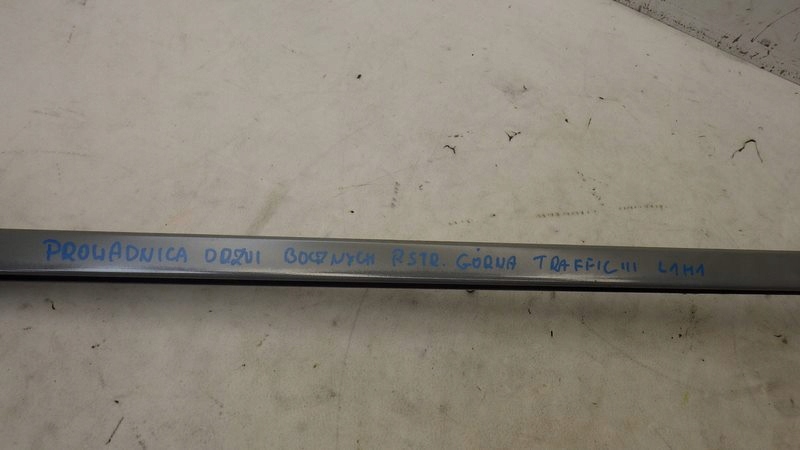 PROWADNICA DRZWI BOCZNYCH P.STR. GÓRNA TRAFFIC III L1H1